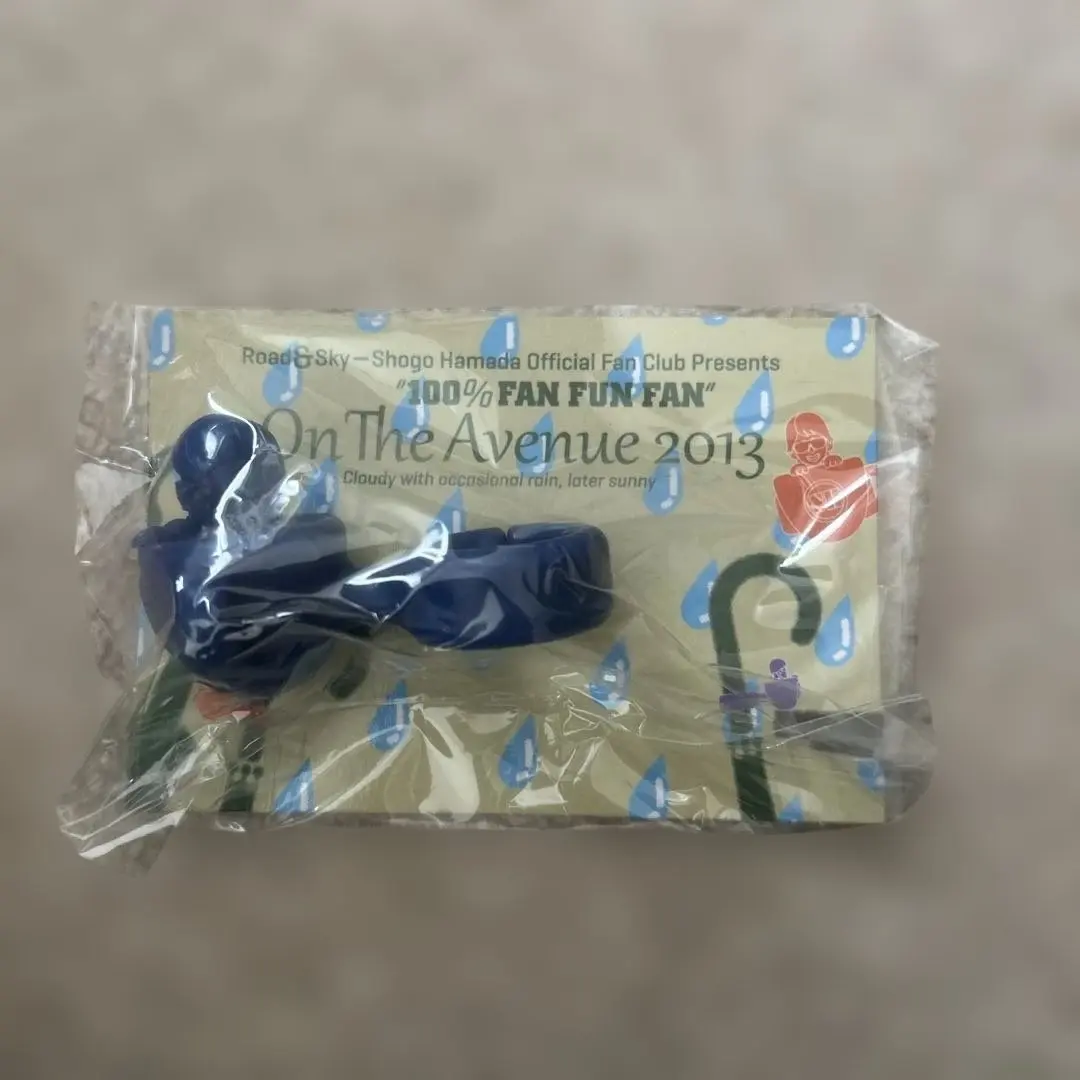 Road&Sky—Shogo Hamada Official Fan Club Presents
"100% FAN FUN FAN"
On The Avenue 2013
Cloudy with occasional rain, later sunny